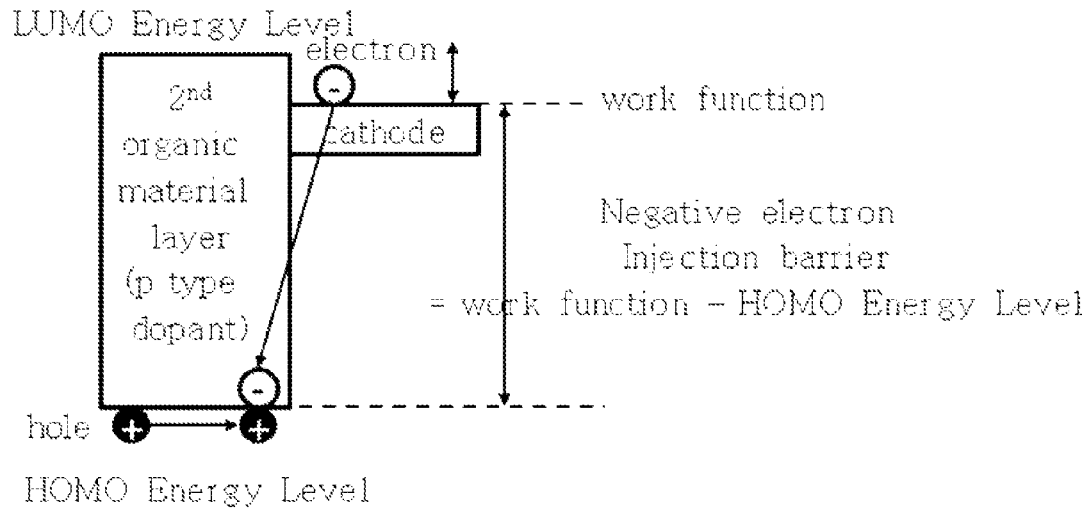 LUMO Energy Level
electron
2nd
organic
material
layer
(p type
dopant)
-
cathode
work function
Negative electron
Injection barrier
= work function – HOMO Energy Level
-
hole + +
HOMO Energy Level